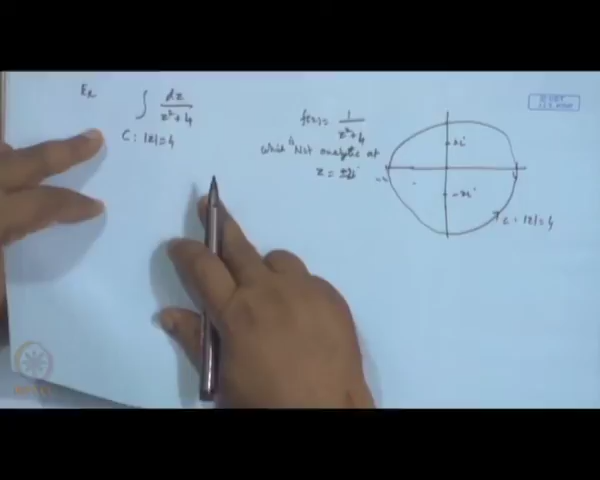 Ex
∫ dz/(z²+4)
C : |z|=4
f(z) = 1/(z²+4)
which is Not analytic at
z = ±2i
2i
-2i
C : |z|=4